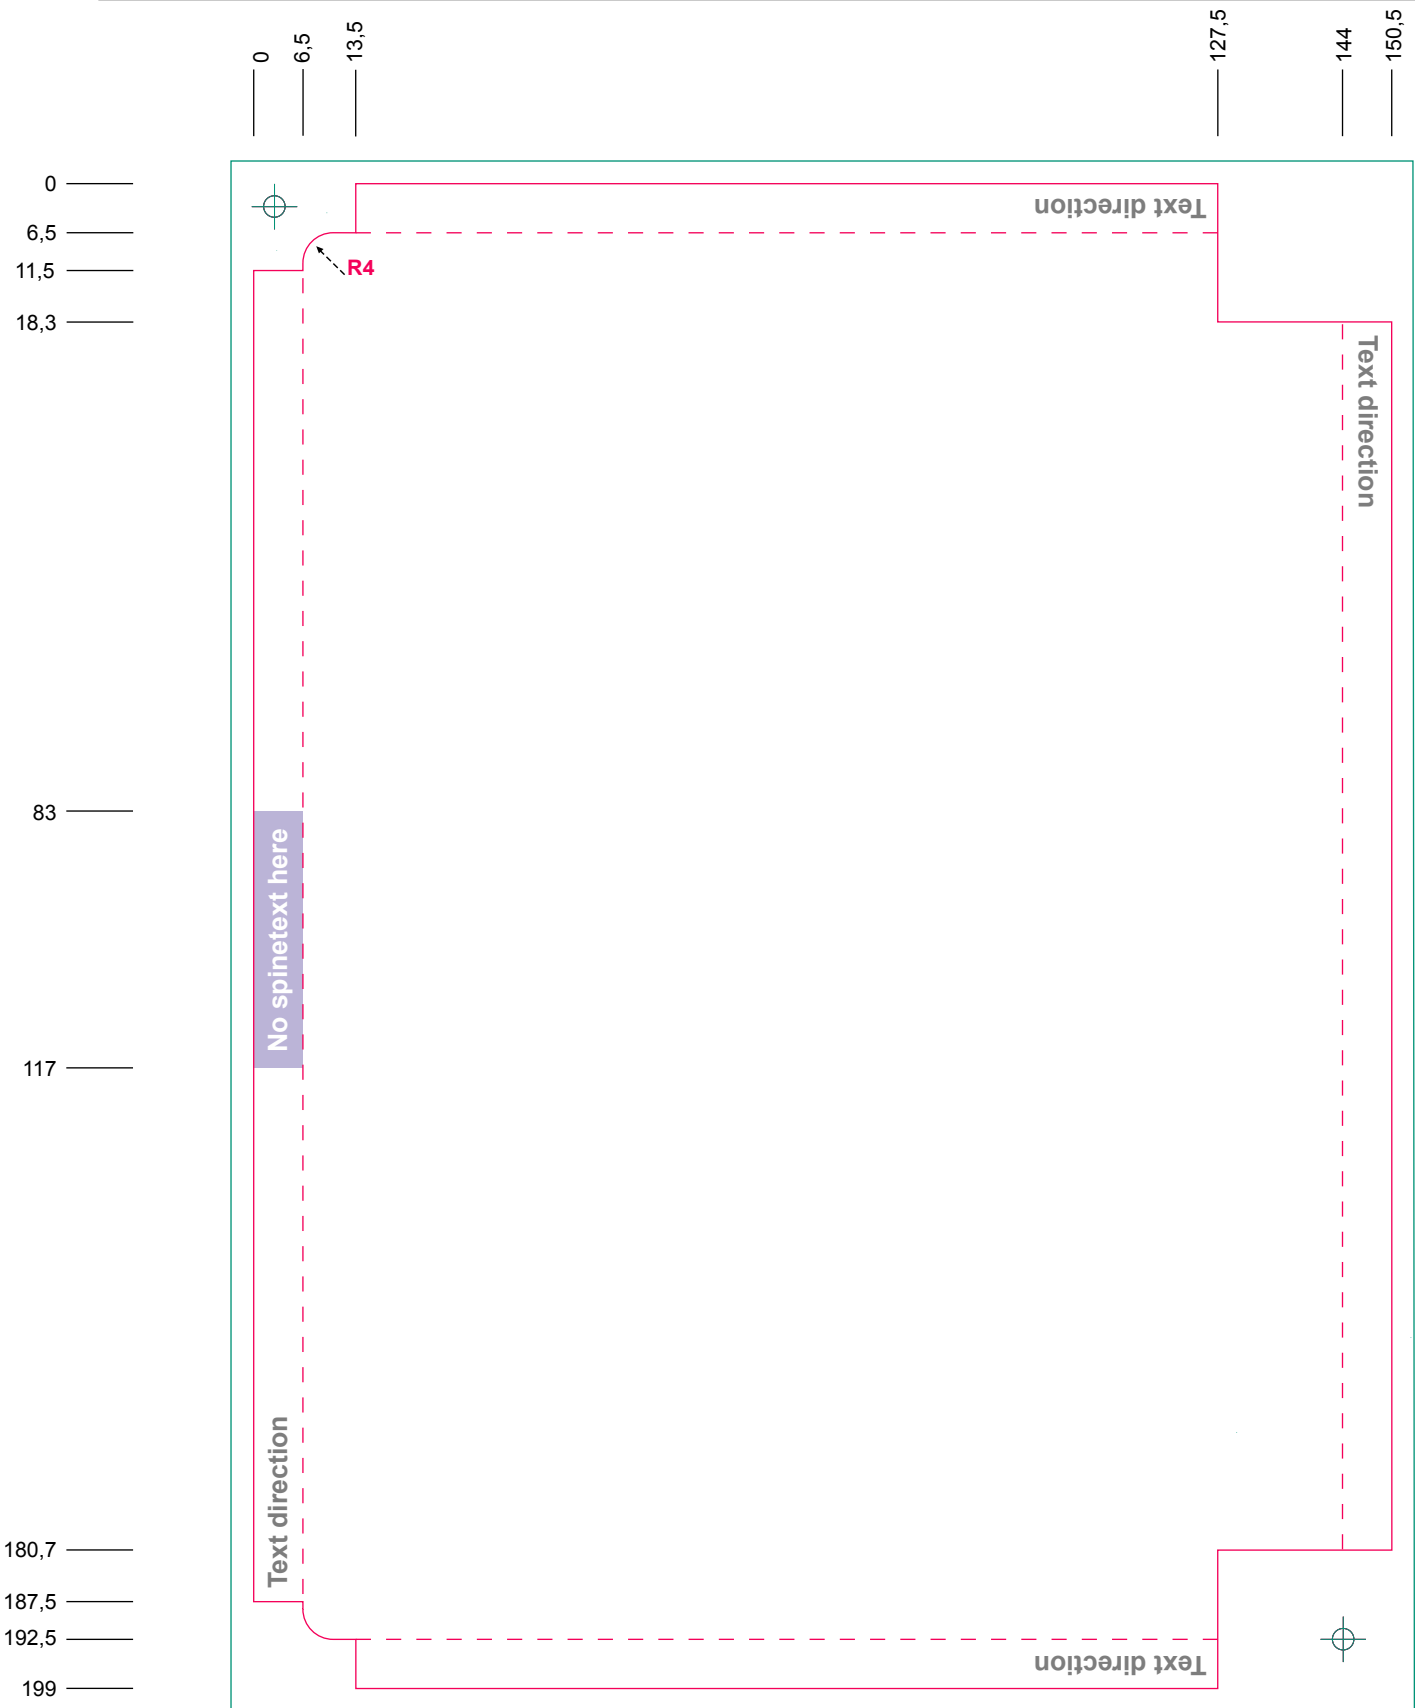 0
6,5
13,5
127,5
144
150,5
0
6,5
11,5
18,3
83
117
180,7
187,5
192,5
199
Text direction
R4
Text direction
No spinetext here
Text direction
Text direction